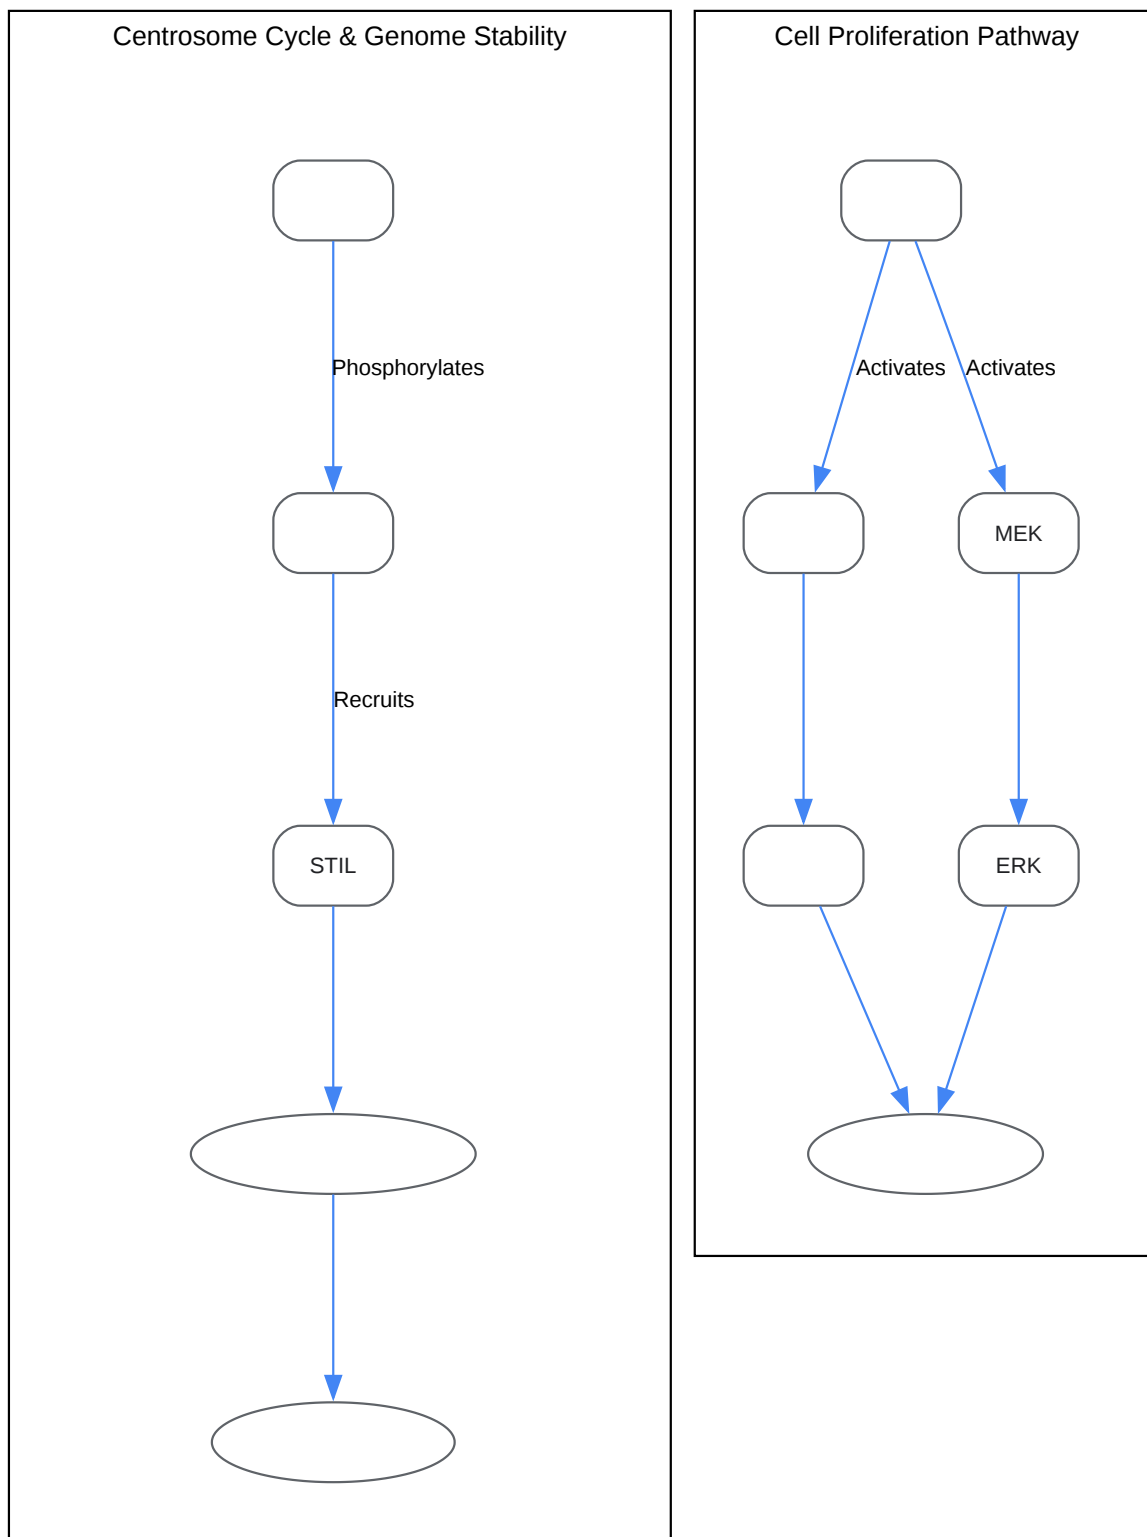 Centrosome Cycle & Genome Stability
Phosphorylates
Recruits
STIL
Cell Proliferation Pathway
Activates
Activates
MEK
ERK